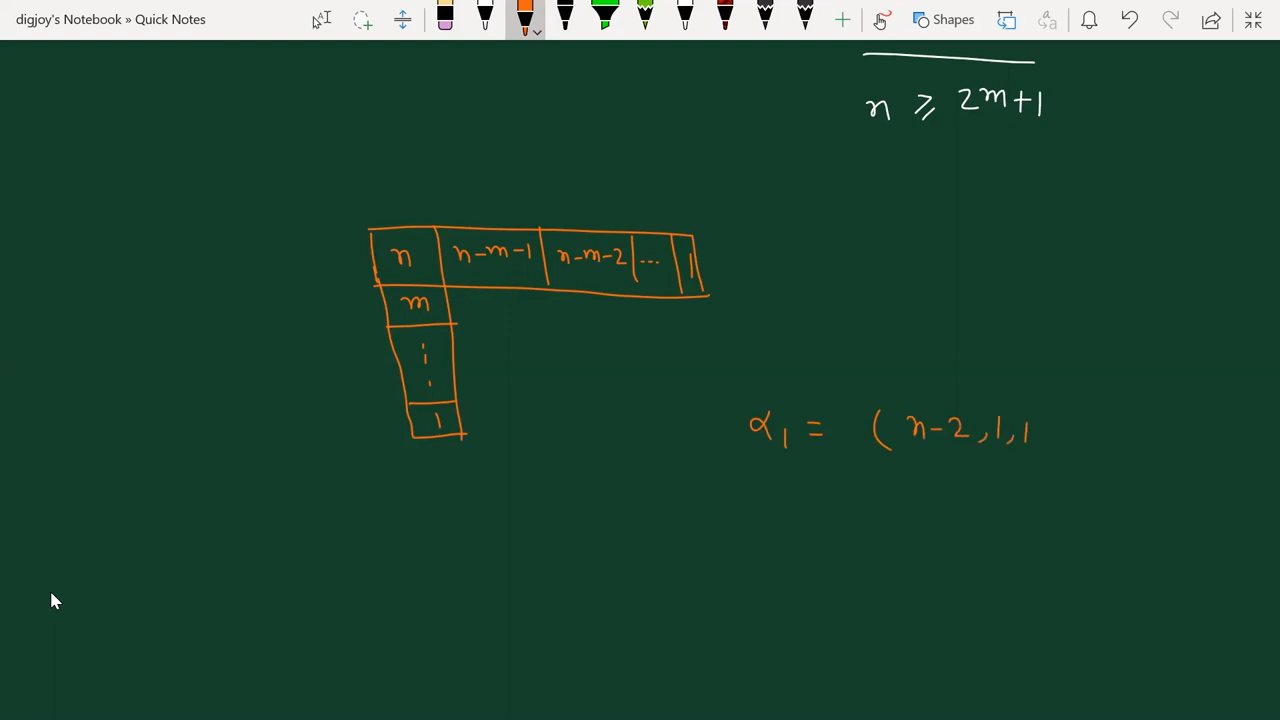 digjoy's Notebook » Quick Notes
Shapes
n ⩾ 2m+1
n n-m-1 n-m-2 ... 1
m
⋮
1
α₁ = ( n-2,1,1